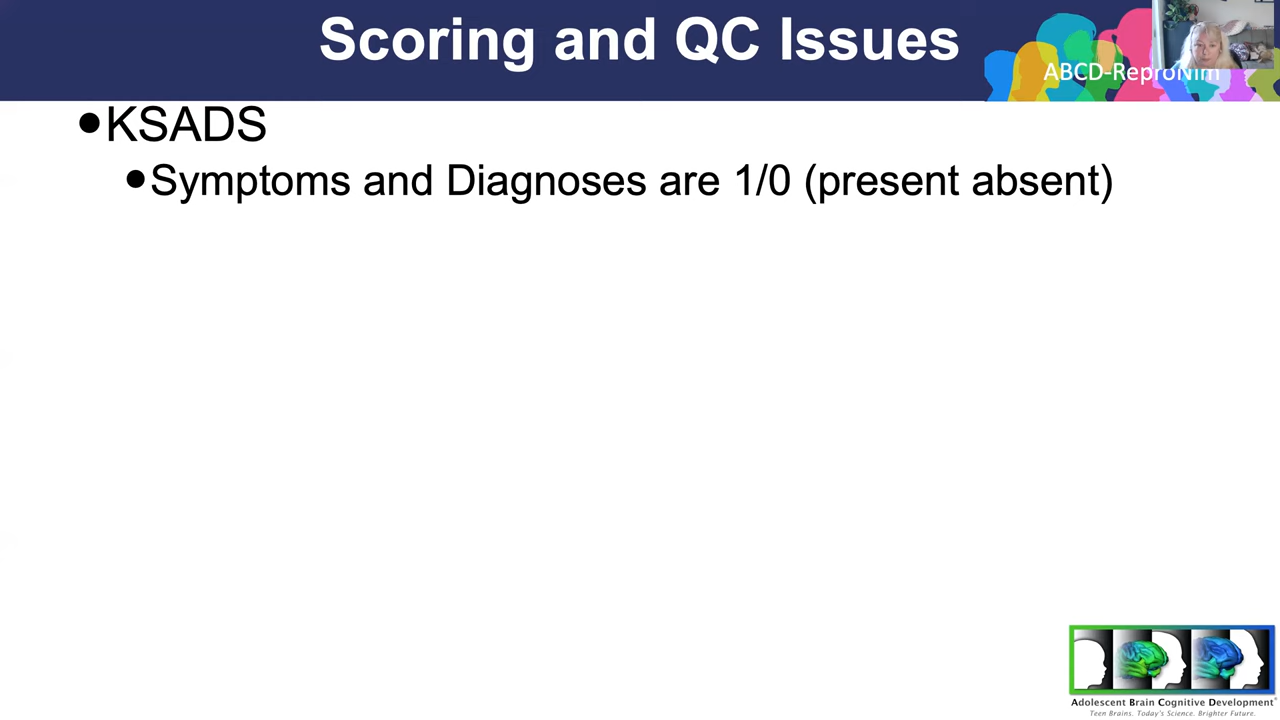 Scoring and QC Issues
ABCD-ReproNim
●KSADS
●Symptoms and Diagnoses are 1/0 (present absent)
Adolescent Brain Cognitive Development®
Teen Brains. Today's Science. Brighter Future.